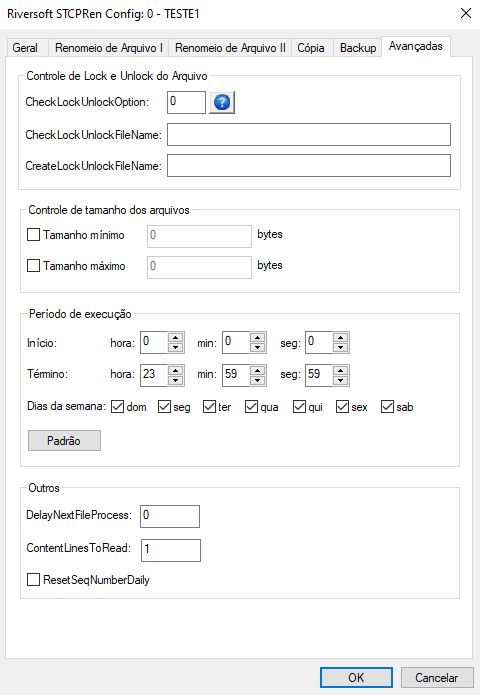 Riversoft STCPRen Config: 0 - TESTE1
Geral Renomeio de Arquivo I Renomeio de Arquivo II Cópia Backup Avançadas
Controle de Lock e Unlock do Arquivo
CheckLockUnlockOption: 0 ?
CheckLockUnlockFileName:
CreateLockUnlockFileName:
Controle de tamanho dos arquivos
Tamanho mínimo 0 bytes
Tamanho máximo 0 bytes
Período de execução
Início: hora: 0 min: 0 seg: 0
Término: hora: 23 min: 59 seg: 59
Dias da semana: dom seg ter qua qui sex sab
Padrão
Outros
DelayNextFileProcess: 0
ContentLinesToRead: 1
ResetSeqNumberDaily
OK Cancelar